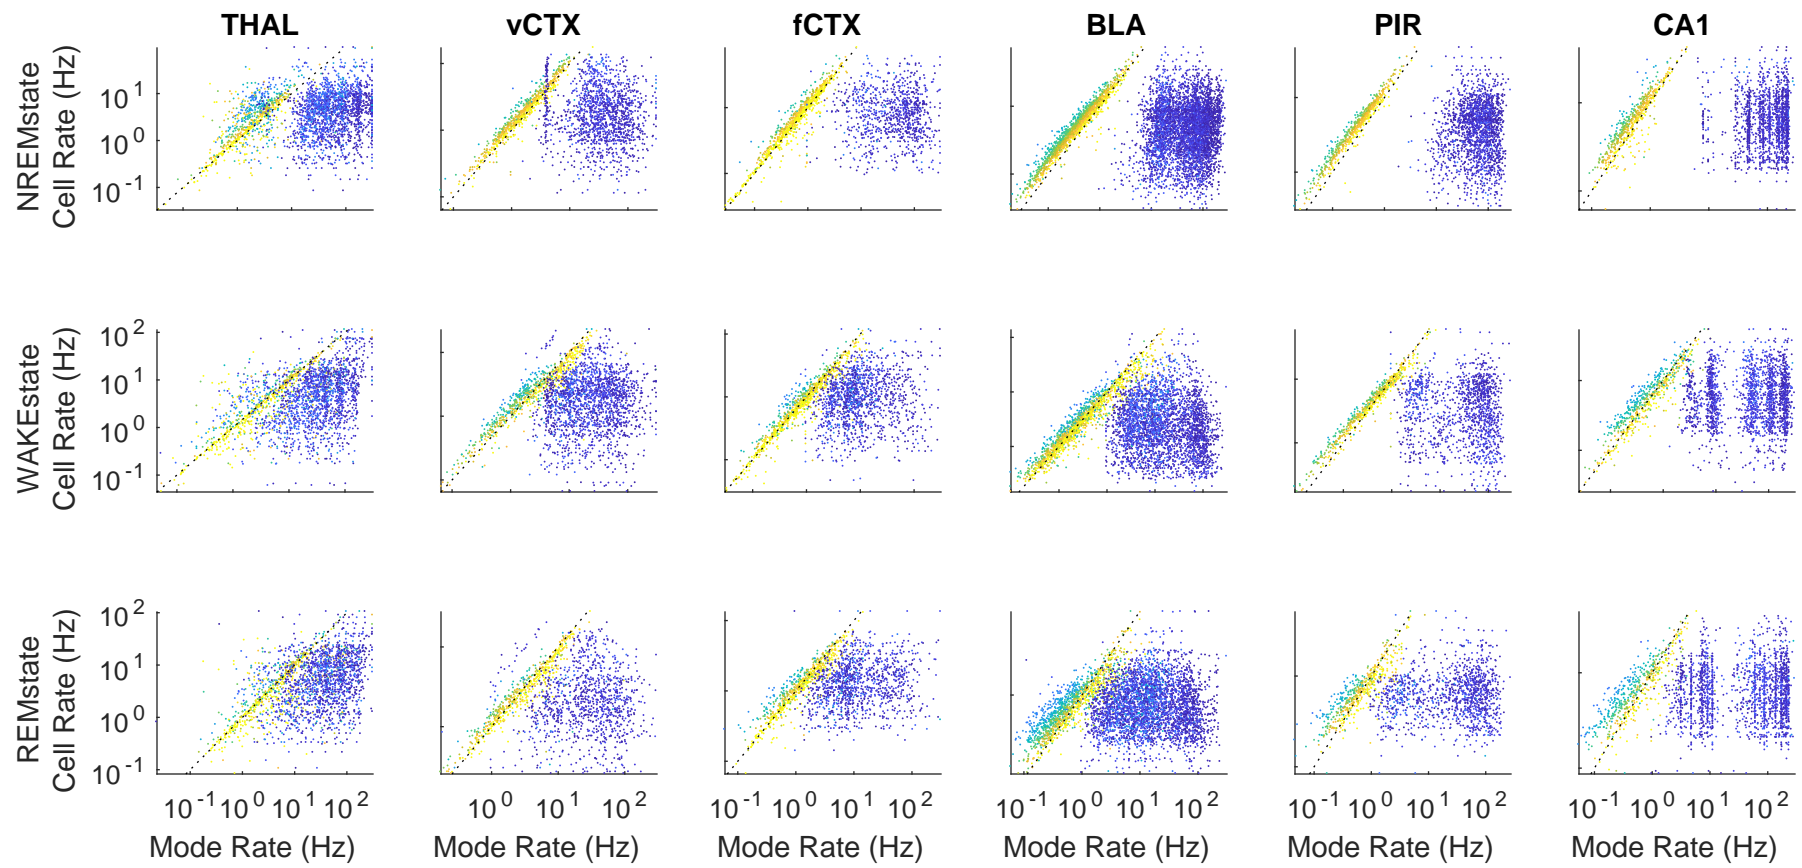 THAL vCTX fCTX BLA PIR CA1
NREMstate
Cell Rate (Hz)
10^1
10^0
10^-1
WAKEstate
Cell Rate (Hz)
10^2
10^1
10^0
10^-1
REMstate
Cell Rate (Hz)
10^2
10^1
10^0
10^-1
10^-1 10^0 10^1 10^2 10^0 10^1 10^2 10^-1 10^0 10^1 10^2 10^-1 10^0 10^1 10^2 10^-1 10^0 10^1 10^2 10^-1 10^0 10^1 10^2
Mode Rate (Hz) Mode Rate (Hz) Mode Rate (Hz) Mode Rate (Hz) Mode Rate (Hz) Mode Rate (Hz)